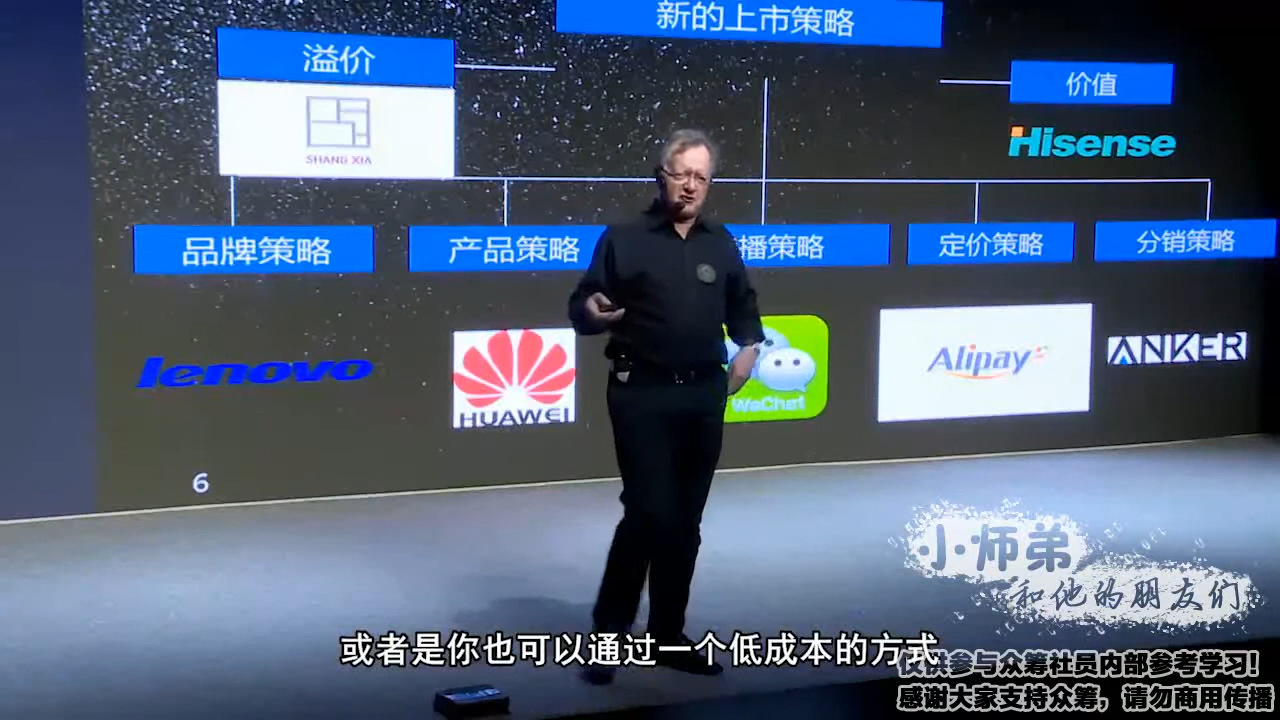 新的上市策略
溢价
价值
SHANG XIA
Hisense
品牌策略
产品策略
播策略
定价策略
分销策略
lenovo
HUAWEI
WeChat
Alipay
ANKER
6
小师弟
和他的朋友们
或者是你也可以通过一个低成本的方式
仅供参与众筹社员内部参考学习!
感谢大家支持众筹,请勿商用传播